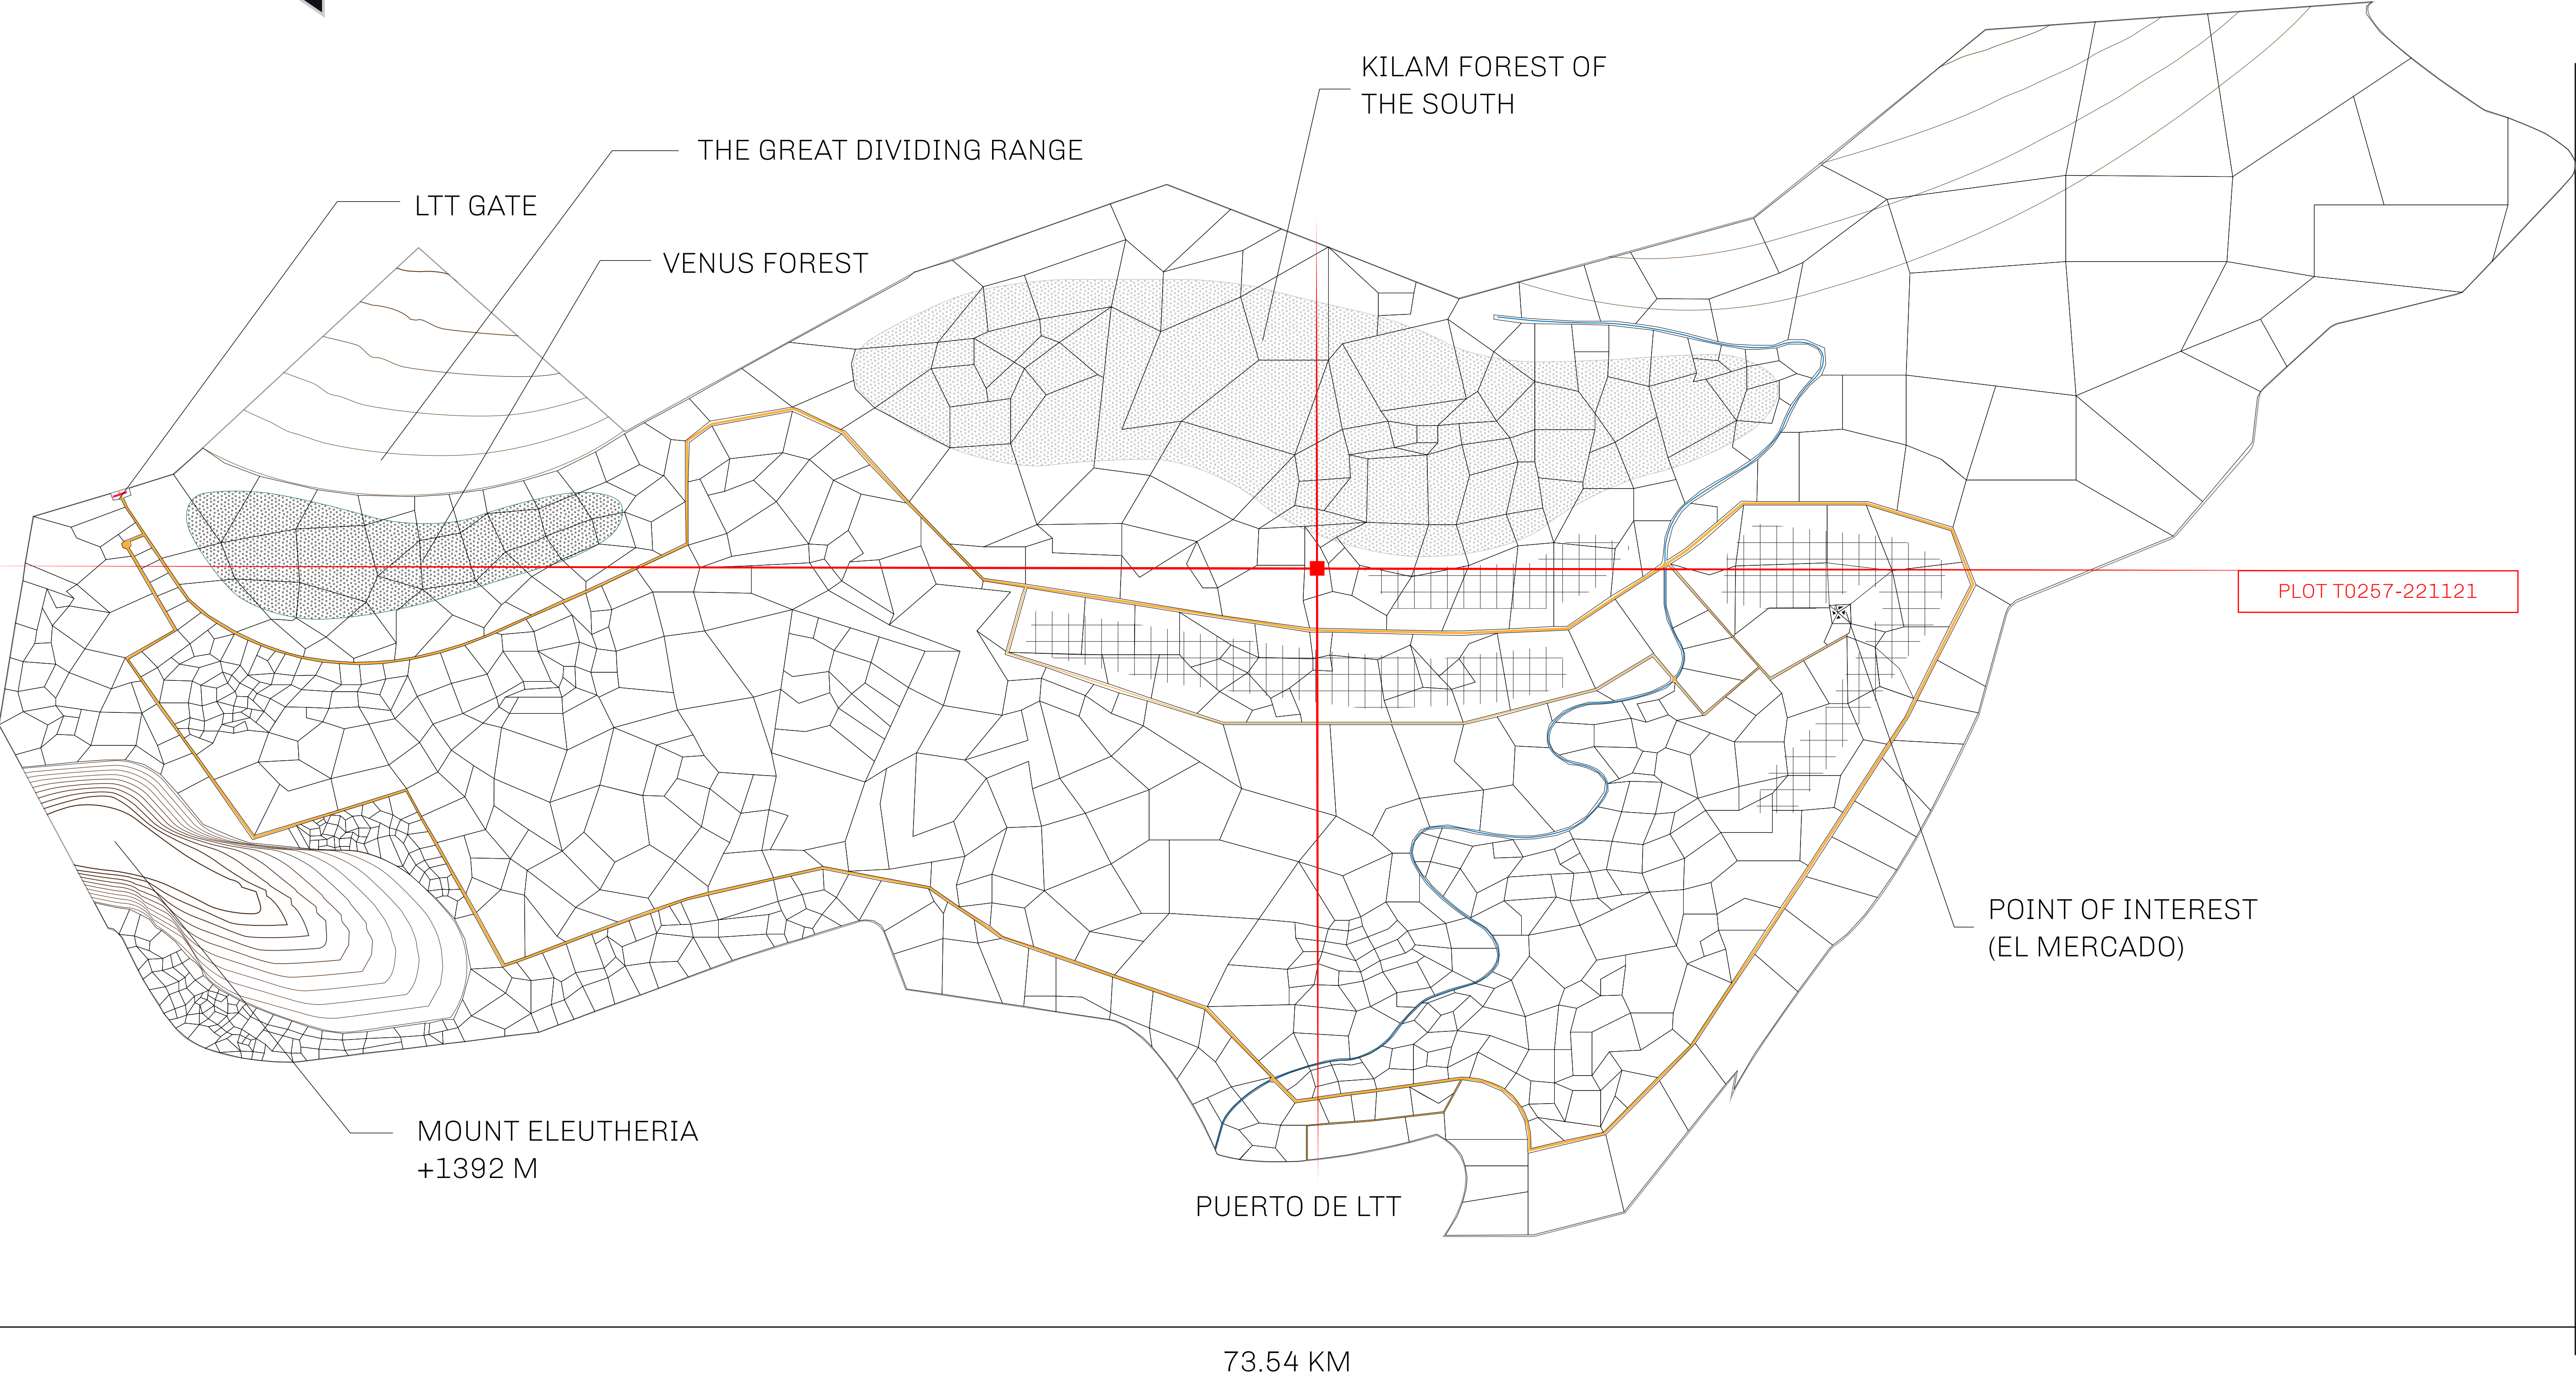 KILAM FOREST OF
THE SOUTH
THE GREAT DIVIDING RANGE
LTT GATE
VENUS FOREST
PLOT T0257-221121
POINT OF INTEREST
(EL MERCADO)
MOUNT ELEUTHERIA
+1392 M
PUERTO DE LTT
73.54 KM